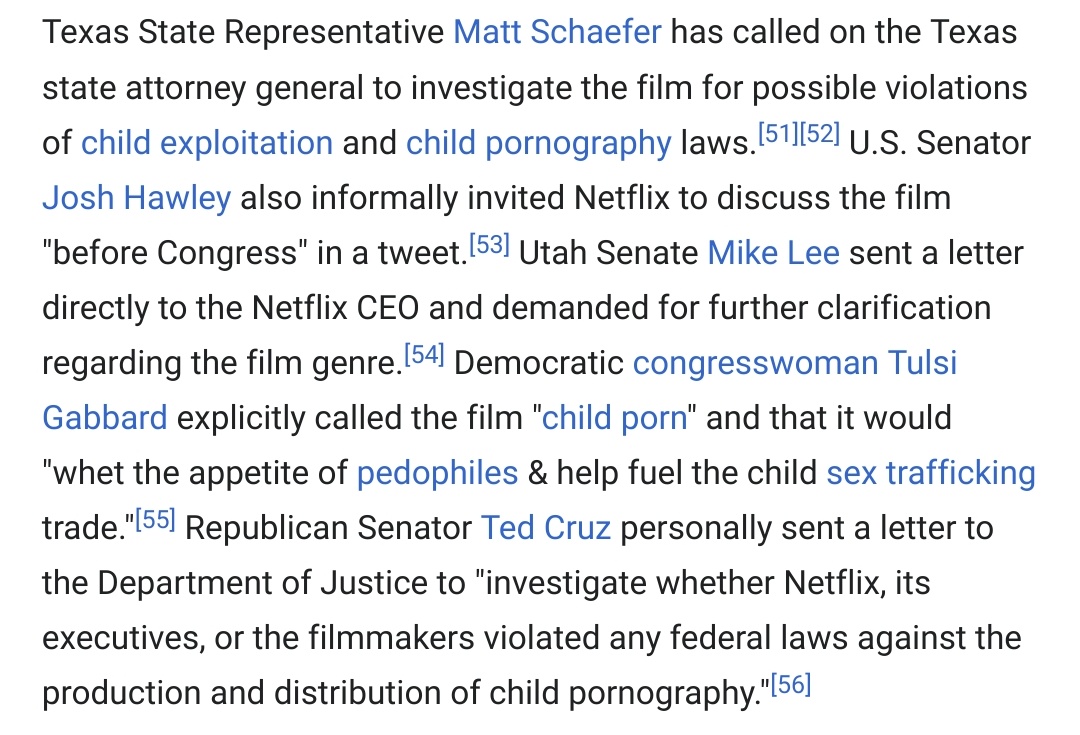 Texas State Representative Matt Schaefer has called on the Texas
state attorney general to investigate the film for possible violations
of child exploitation and child pornography laws.[51][52] U.S. Senator
Josh Hawley also informally invited Netflix to discuss the film
"before Congress" in a tweet.[53] Utah Senate Mike Lee sent a letter
directly to the Netflix CEO and demanded for further clarification
regarding the film genre.[54] Democratic congresswoman Tulsi
Gabbard explicitly called the film "child porn" and that it would
"whet the appetite of pedophiles & help fuel the child sex trafficking
trade."[55] Republican Senator Ted Cruz personally sent a letter to
the Department of Justice to "investigate whether Netflix, its
executives, or the filmmakers violated any federal laws against the
production and distribution of child pornography."[56]